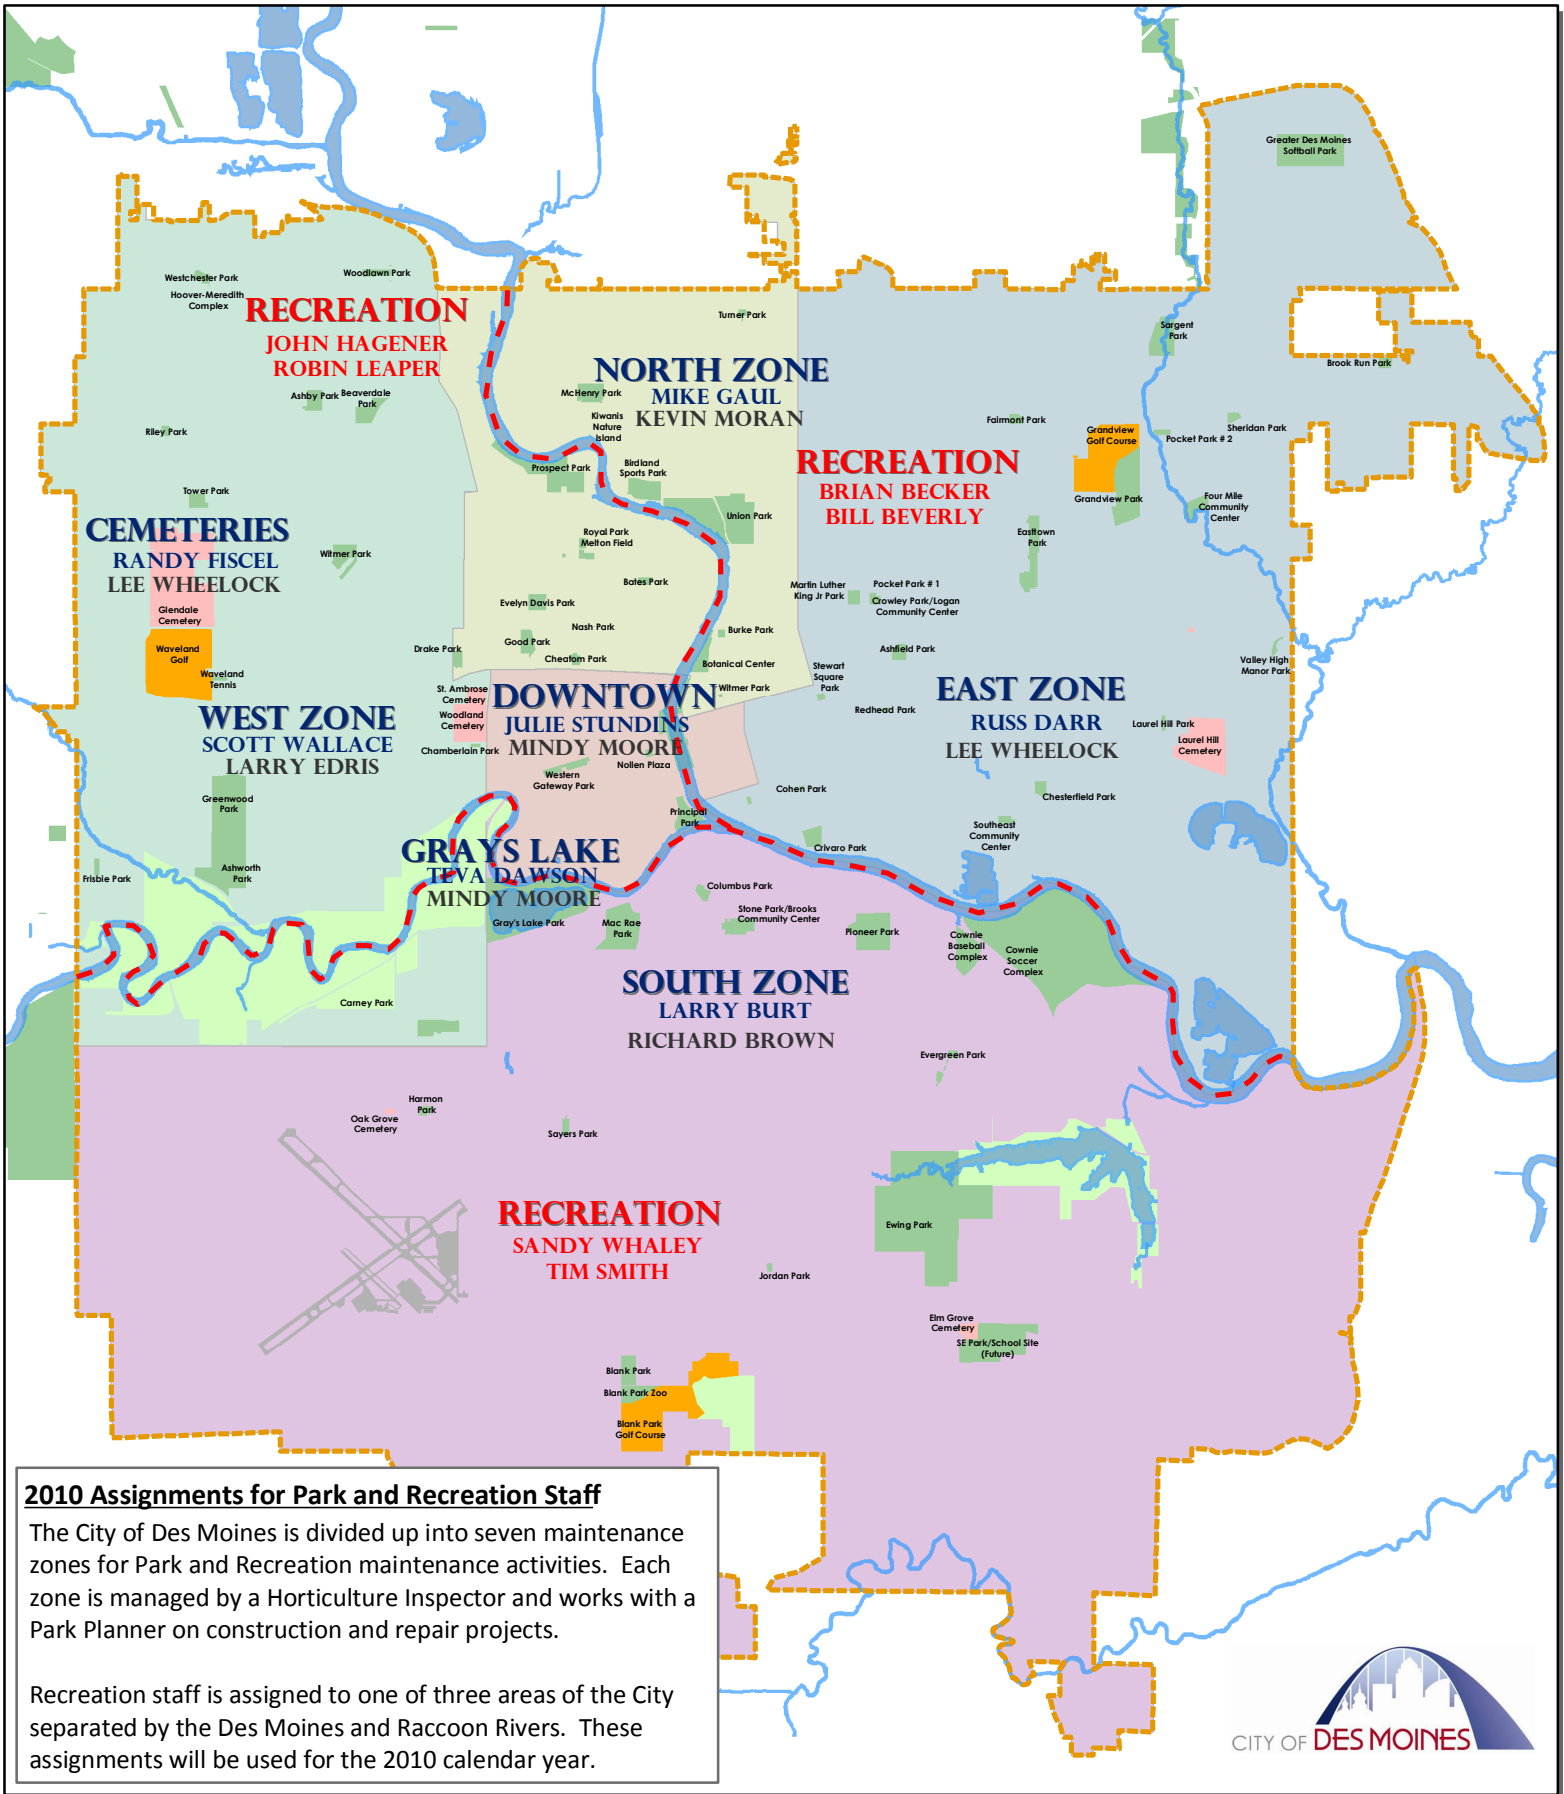 Greater Des Moines
Softball Park
Westchester Park
Woodlawn Park
Hoover-Meredith
Complex
RECREATION
JOHN HAGENER
ROBIN LEAPER
Turner Park
Sargent
Park
Brook Run Park
NORTH ZONE
MIKE GAUL
KEVIN MORAN
Ashby Park
Beaverdale
Park
McHenry Park
Kiwanis
Nature
Island
Riley Park
Fairmont Park
Grandview
Golf Course
Sheridan Park
Pocket Park # 2
RECREATION
BRIAN BECKER
BILL BEVERLY
Prospect Park
Birdland
Sports Park
Tower Park
Grandview Park
Four Mile
Community
Center
Union Park
CEMETERIES
RANDY FISCEL
LEE WHEELOCK
Witmer Park
Royal Park
Melton Field
Easttown
Park
Bates Park
Martin Luther
King Jr Park
Pocket Park # 1
Crowley Park/Logan
Community Center
Glendale
Cemetery
Evelyn Davis Park
Nash Park
Burke Park
Good Park
Waveland
Golf
Drake Park
Cheatom Park
Ashfield Park
Botanical Center
Stewart
Square
Park
Valley High
Manor Park
Waveland
Tennis
St. Ambrose
Cemetery
Witmer Park
DOWNTOWN
JULIE STUNDINS
MINDY MOORE
EAST ZONE
RUSS DARR
LEE WHEELOCK
Woodland
Cemetery
Redhead Park
WEST ZONE
SCOTT WALLACE
LARRY EDRIS
Laurel Hill Park
Laurel Hill
Cemetery
Chamberlain Park
Nollen Plaza
Western
Gateway Park
Cohen Park
Chesterfield Park
Greenwood
Park
Principal
Park
Southeast
Community
Center
Crivaro Park
GRAYS LAKE
TEVA DAWSON
MINDY MOORE
Frisbie Park
Ashworth
Park
Columbus Park
Gray's Lake Park
Mac Rae
Park
Stone Park/Brooks
Community Center
Pioneer Park
Cownie
Baseball
Complex
Cownie
Soccer
Complex
SOUTH ZONE
LARRY BURT
RICHARD BROWN
Carney Park
Evergreen Park
Harmon
Park
Oak Grove
Cemetery
Sayers Park
RECREATION
SANDY WHALEY
TIM SMITH
Ewing Park
Jordan Park
Elm Grove
Cemetery
SE Park/School Site
(Future)
Blank Park
Blank Park Zoo
Blank Park
Golf Course
2010 Assignments for Park and Recreation Staff
The City of Des Moines is divided up into seven maintenance
zones for Park and Recreation maintenance activities.  Each
zone is managed by a Horticulture Inspector and works with a
Park Planner on construction and repair projects.
Recreation staff is assigned to one of three areas of the City
separated by the Des Moines and Raccoon Rivers.  These
assignments will be used for the 2010 calendar year.
CITY OF DES MOINES